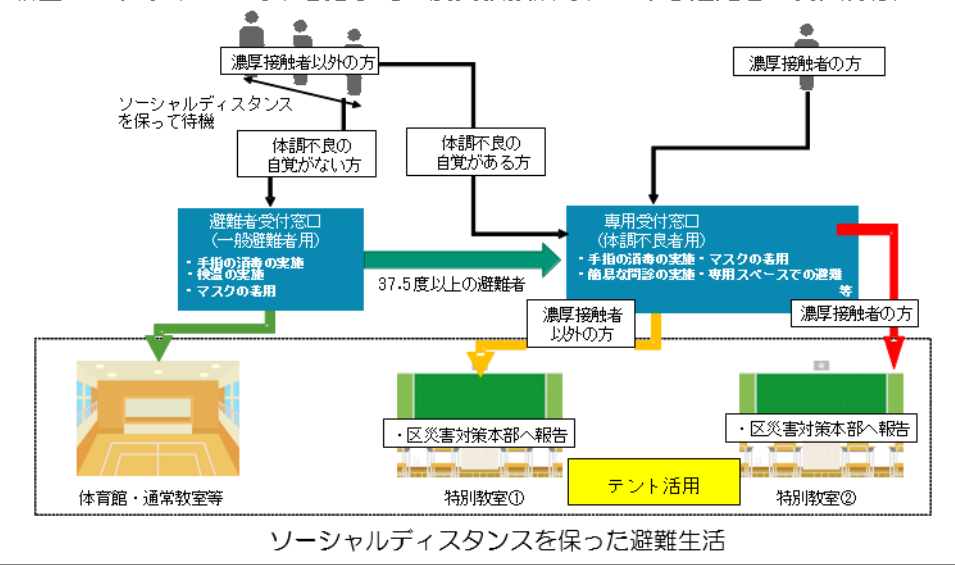 濃厚接触者以外の方
濃厚接触者の方
ソーシャルディスタンス
を保って待機
体調不良の
自覚がない方
体調不良の
自覚がある方
避難者受付窓口
(一般避難者用)
・手指の消毒の実施
・検温の実施
・マスクの着用
37.5度以上の避難者
専用受付窓口
(体調不良者用)
・手指の消毒の実施・マスクの着用
・簡易な問診の実施・専用スペースでの避難
等
濃厚接触者
以外の方
濃厚接触者の方
・区災害対策本部へ報告
・区災害対策本部へ報告
体育館・通常教室等
特別教室①
テント活用
特別教室②
ソーシャルディスタンスを保った避難生活